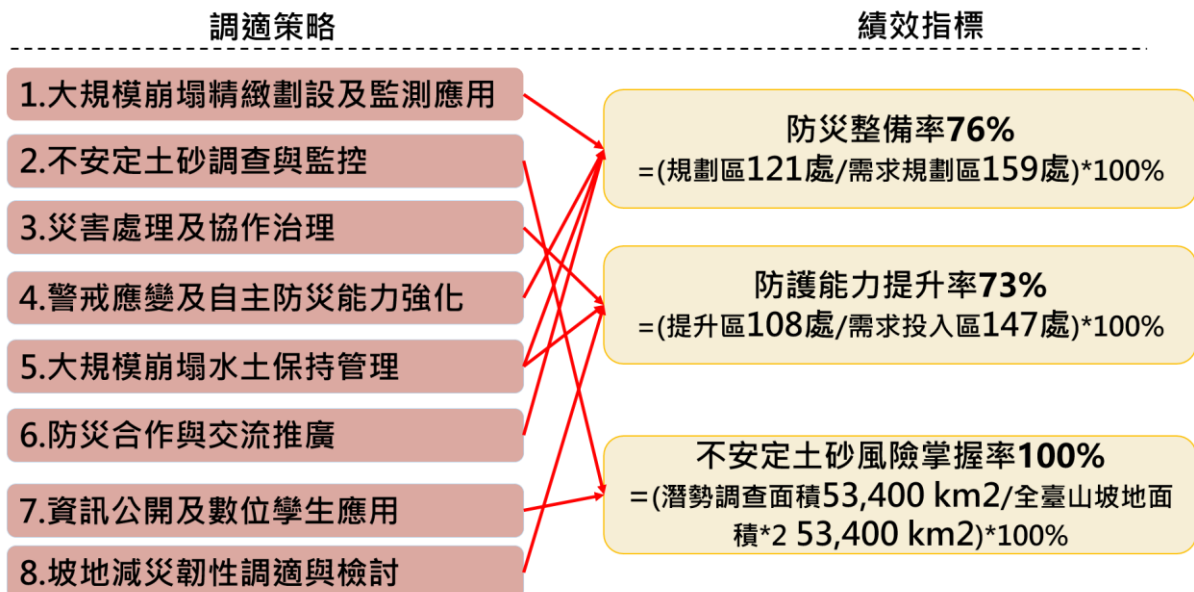 調適策略
績效指標
1.大規模崩塌精緻劃設及監測應用
2.不安定土砂調查與監控
3.災害處理及協作治理
4.警戒應變及自主防災能力強化
5.大規模崩塌水土保持管理
6.防災合作與交流推廣
7.資訊公開及數位孿生應用
8.坡地減災韌性調適與檢討
防災整備率76%
=(規劃區121處/需求規劃區159處)*100%
防護能力提升率73%
=(提升區108處/需求投入區147處)*100%
不安定土砂風險掌握率100%
=(潛勢調查面積53,400 km2/全臺山坡地面
積*2 53,400 km2)*100%